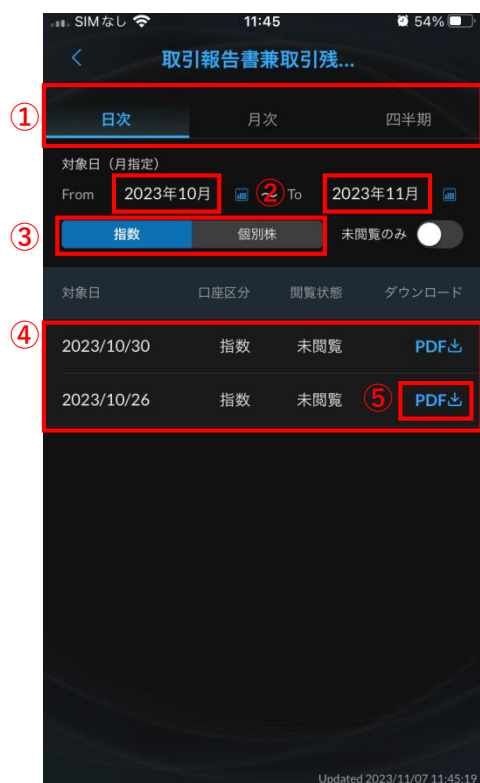 SIMなし 11:45 54%
取引報告書兼取引残...
① 日次 月次 四半期
対象日（月指定）
From 2023年10月 ② ～ To 2023年11月
③ 指数 個別株 未閲覧のみ
対象日 口座区分 閲覧状態 ダウンロード
④ 2023/10/30 指数 未閲覧 PDF
2023/10/26 指数 未閲覧 ⑤ PDF
Updated 2023/11/07 11:45:19